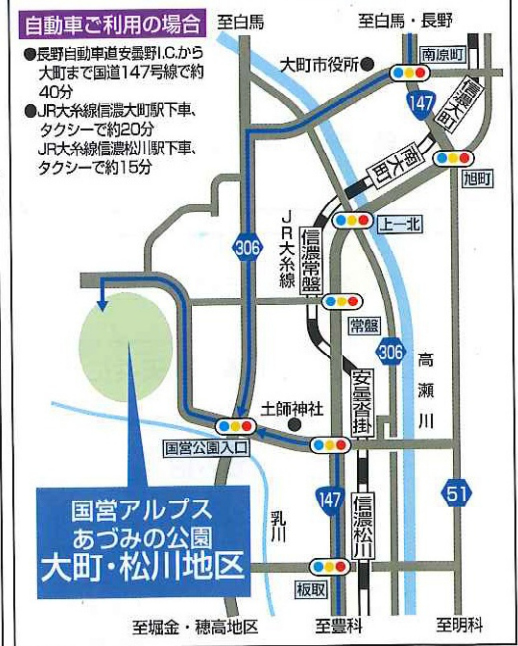 自動車ご利用の場合
●長野自動車道安曇野I.C.から
大町まで国道147号線で約
40分
●JR大糸線信濃大町駅下車、
タクシーで約20分
JR大糸線信濃松川駅下車、
タクシーで約15分
至白馬
至白馬・長野
大町市役所
南原町
147
信濃大町
旭町
南大町
上一北
306
JR大糸線
信濃常盤
常盤
306
高瀬川
安曇沓掛
土師神社
国営公園入口
147
信濃松川
51
乳川
国営アルプス
あづみの公園
大町・松川地区
板取
至堀金・穂高地区
至豊科
至明科